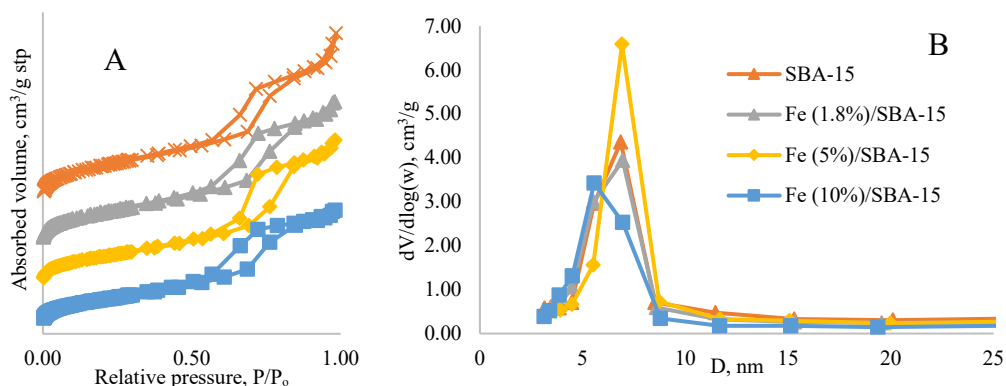 A
Absorbed volume, cm³/g stp
0.00 0.50 1.00
Relative pressure, P/Pₒ
B
dV/dlog(w), cm³/g
7.00
6.00
5.00
4.00
3.00
2.00
1.00
0.00
SBA-15
Fe (1.8%)/SBA-15
Fe (5%)/SBA-15
Fe (10%)/SBA-15
0 5 10 15 20 25
D, nm